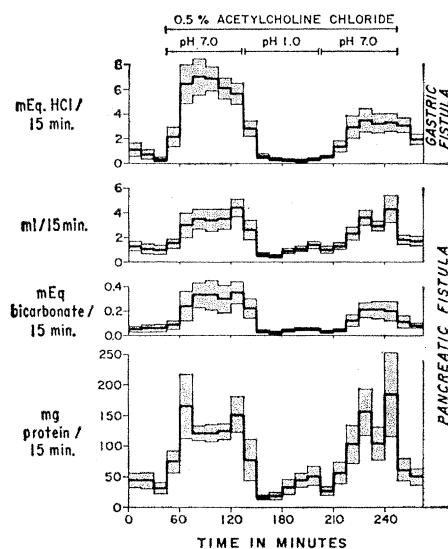 0.5 % ACETYLCHOLINE CHLORIDE
pH 7.0 pH 1.0 pH 7.0
mEq. HCl /
15 min.
8
6
4
2
0
GASTRIC
FISTULA
ml/15min.
6
4
2
0
mEq
bicarbonate /
15 min.
0.4
0.2
0.0
mg
protein /
15 min.
250
200
150
100
50
0
PANCREATIC FISTULA
0 60 120 180 210 240
TIME IN MINUTES